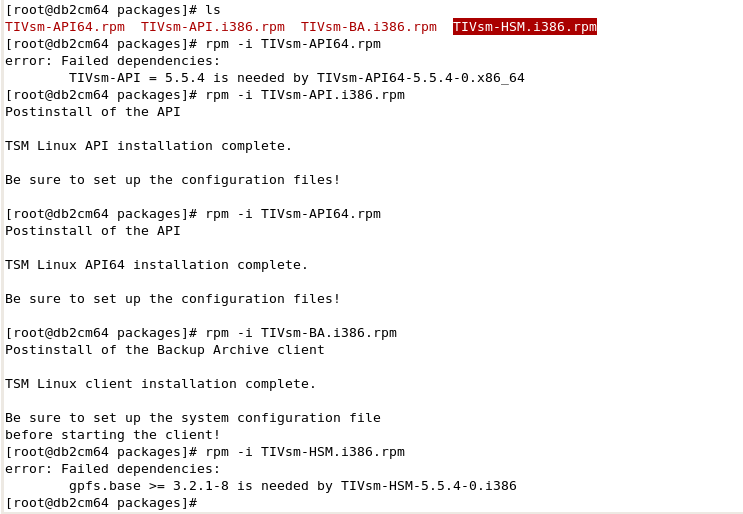 [root@db2cm64 packages]# ls
TIVsm-API64.rpm  TIVsm-API.i386.rpm  TIVsm-BA.i386.rpm  TIVsm-HSM.i386.rpm
[root@db2cm64 packages]# rpm -i TIVsm-API64.rpm
error: Failed dependencies:
        TIVsm-API = 5.5.4 is needed by TIVsm-API64-5.5.4-0.x86_64
[root@db2cm64 packages]# rpm -i TIVsm-API.i386.rpm
Postinstall of the API

TSM Linux API installation complete.

Be sure to set up the configuration files!

[root@db2cm64 packages]# rpm -i TIVsm-API64.rpm
Postinstall of the API

TSM Linux API64 installation complete.

Be sure to set up the configuration files!

[root@db2cm64 packages]# rpm -i TIVsm-BA.i386.rpm
Postinstall of the Backup Archive client

TSM Linux client installation complete.

Be sure to set up the system configuration file
before starting the client!
[root@db2cm64 packages]# rpm -i TIVsm-HSM.i386.rpm
error: Failed dependencies:
        gpfs.base >= 3.2.1-8 is needed by TIVsm-HSM-5.5.4-0.i386
[root@db2cm64 packages]#